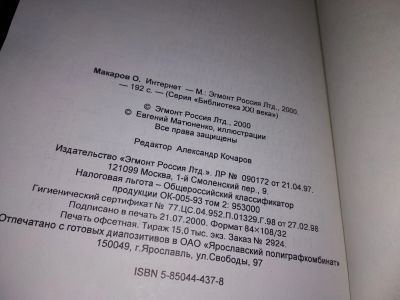 Макаров О. Интернет — М.: Эгмонт Россия Лтд., 2000.
— 192 с. — (Серия «Библиотека XXI века»)
© Эгмонт Россия Лтд., 2000
© Евгений Матюненко, иллюстрации
Все права защищены
Редактор Александр Кочаров
Издательство «Эгмонт Россия Лтд.». ЛР № 090172 от 21.04.97.
121099 Москва, 1-й Смоленский пер., 9.
Налоговая льгота – Общероссийский классификатор
продукции ОК-005-93 том 2: 953000
Гигиенический сертификат № 77.ЦС.04.952.П.01329.Г.98 от 27.02.98
Подписано в печать 21.07.2000. Формат 84×108/32
Печать офсетная. Тираж 15,0 тыс. экз. Заказ № 2924.
Отпечатано с готовых диапозитивов в ОАО «Ярославский полиграфкомбинат»
150049, г.Ярославль, ул.Свободы, 97
ISBN 5-85044-437-8